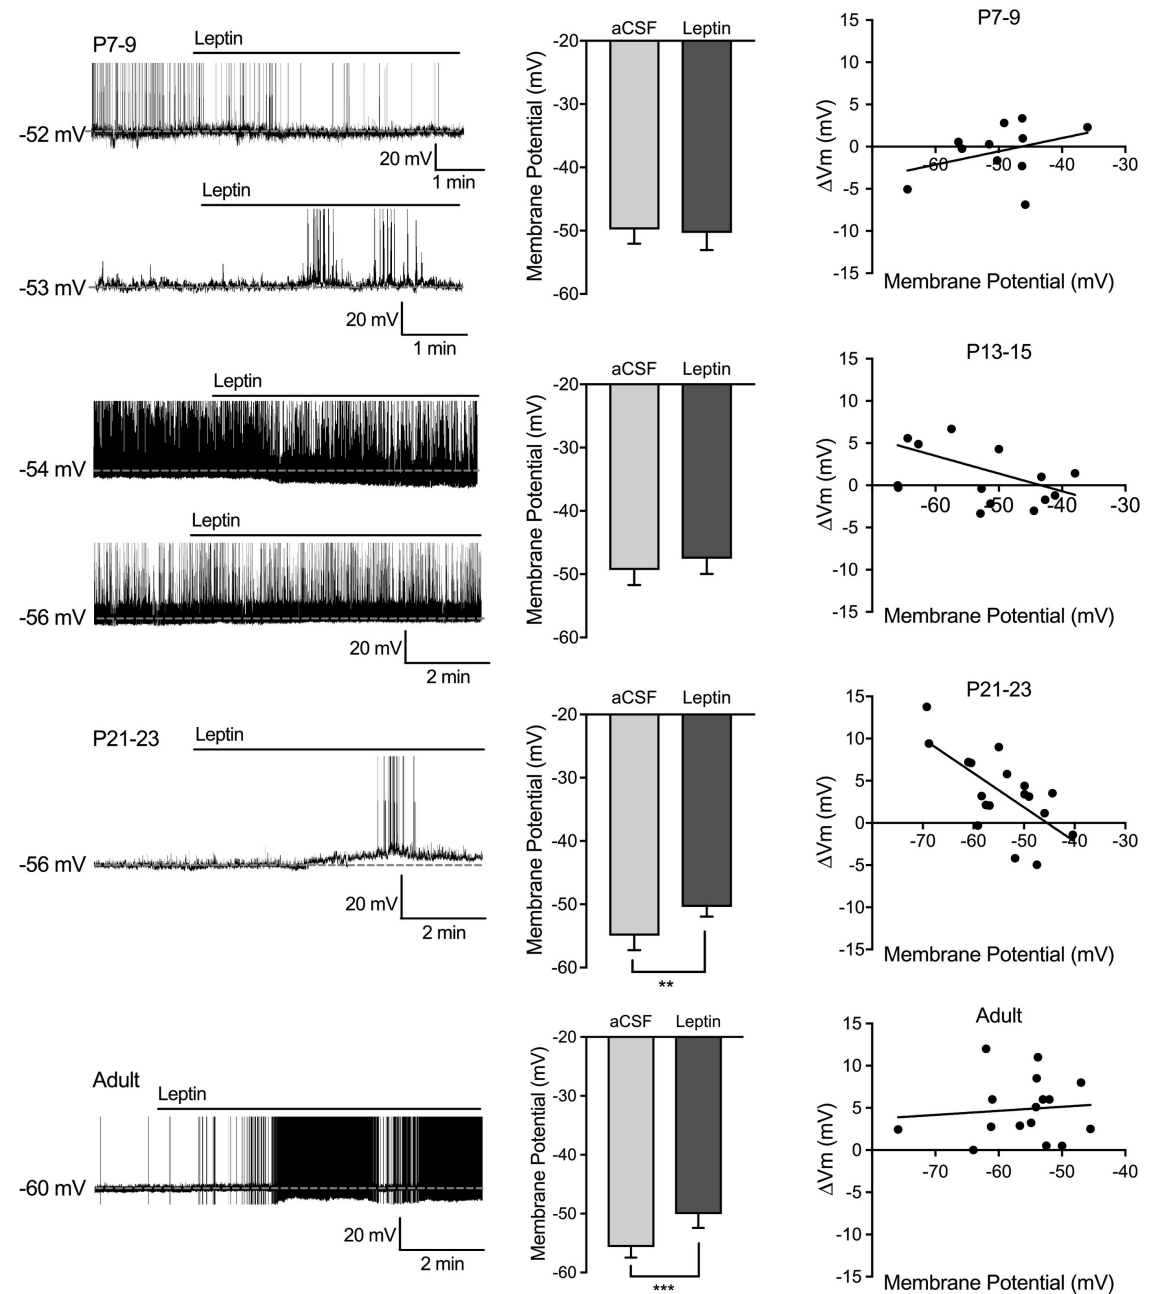 P7-9
Leptin
-52 mV
20 mV
1 min
Leptin
-53 mV
20 mV
1 min
aCSF Leptin
-20
-30
-40
-50
-60
Membrane Potential (mV)
P7-9
15
10
5
0
-5
-10
-15
-60 -50 -40 -30
ΔVm (mV)
Membrane Potential (mV)
Leptin
-54 mV
Leptin
-56 mV
20 mV
2 min
aCSF Leptin
-20
-30
-40
-50
-60
Membrane Potential (mV)
P13-15
15
10
5
0
-5
-10
-15
-60 -50 -40 -30
ΔVm (mV)
Membrane Potential (mV)
P21-23
Leptin
-56 mV
20 mV
2 min
aCSF Leptin
-20
-30
-40
-50
-60
Membrane Potential (mV)
**
P21-23
15
10
5
0
-5
-10
-15
-70 -60 -50 -40 -30
ΔVm (mV)
Membrane Potential (mV)
Adult
Leptin
-60 mV
20 mV
2 min
aCSF Leptin
-20
-30
-40
-50
-60
Membrane Potential (mV)
***
Adult
15
10
5
0
-5
-10
-15
-70 -60 -50 -40
ΔVm (mV)
Membrane Potential (mV)